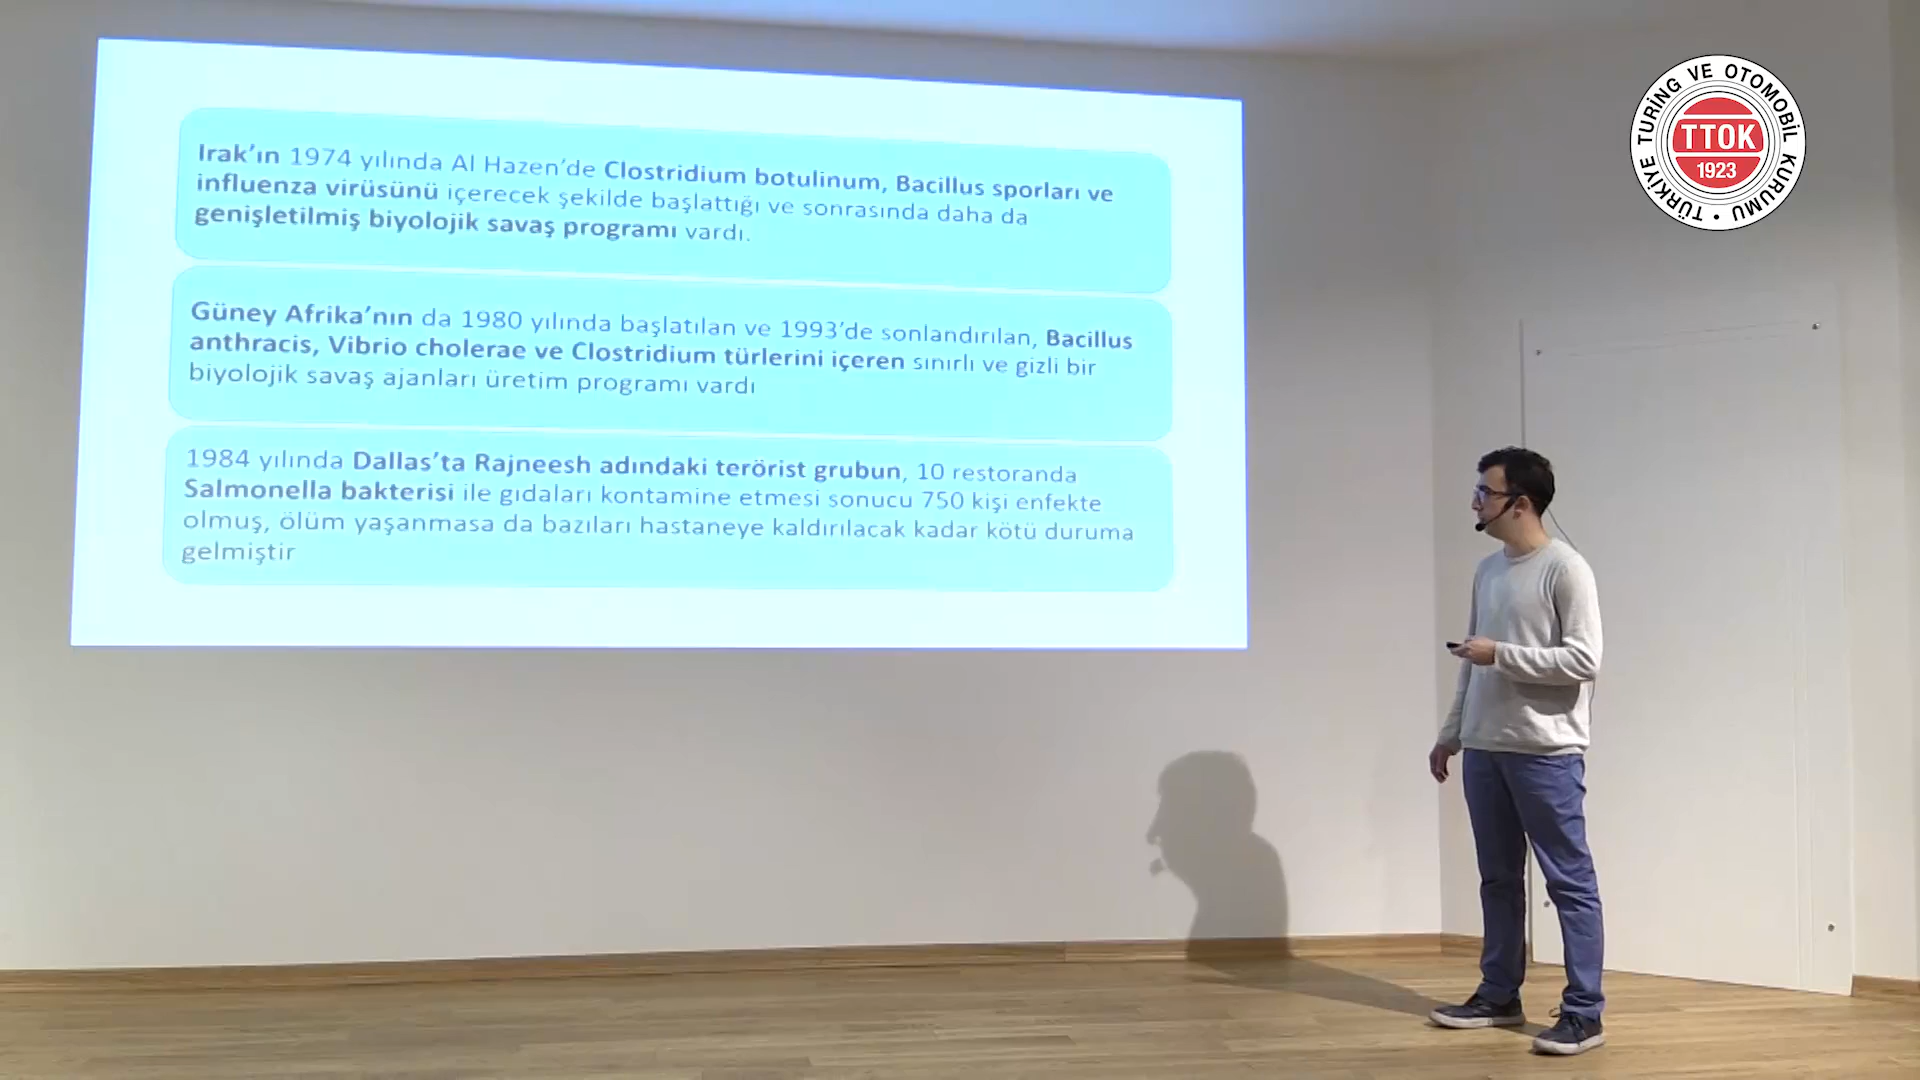 Irak’ın 1974 yılında Al Hazen’de Clostridium botulinum, Bacillus sporları ve
influenza virüsünü içerecek şekilde başlattığı ve sonrasında daha da
genişletilmiş biyolojik savaş programı vardı.
Güney Afrika’nın da 1980 yılında başlatılan ve 1993’de sonlandırılan, Bacillus
anthracis, Vibrio cholerae ve Clostridium türlerini içeren sınırlı ve gizli bir
biyolojik savaş ajanları üretim programı vardı
1984 yılında Dallas’ta Rajneesh adındaki terörist grubun, 10 restoranda
Salmonella bakterisi ile gıdaları kontamine etmesi sonucu 750 kişi enfekte
olmuş, ölüm yaşanmasa da bazıları hastaneye kaldırılacak kadar kötü duruma
gelmiştir
TÜRKİYE TURİNG VE OTOMOBİL KURUMU •
TTOK
1923